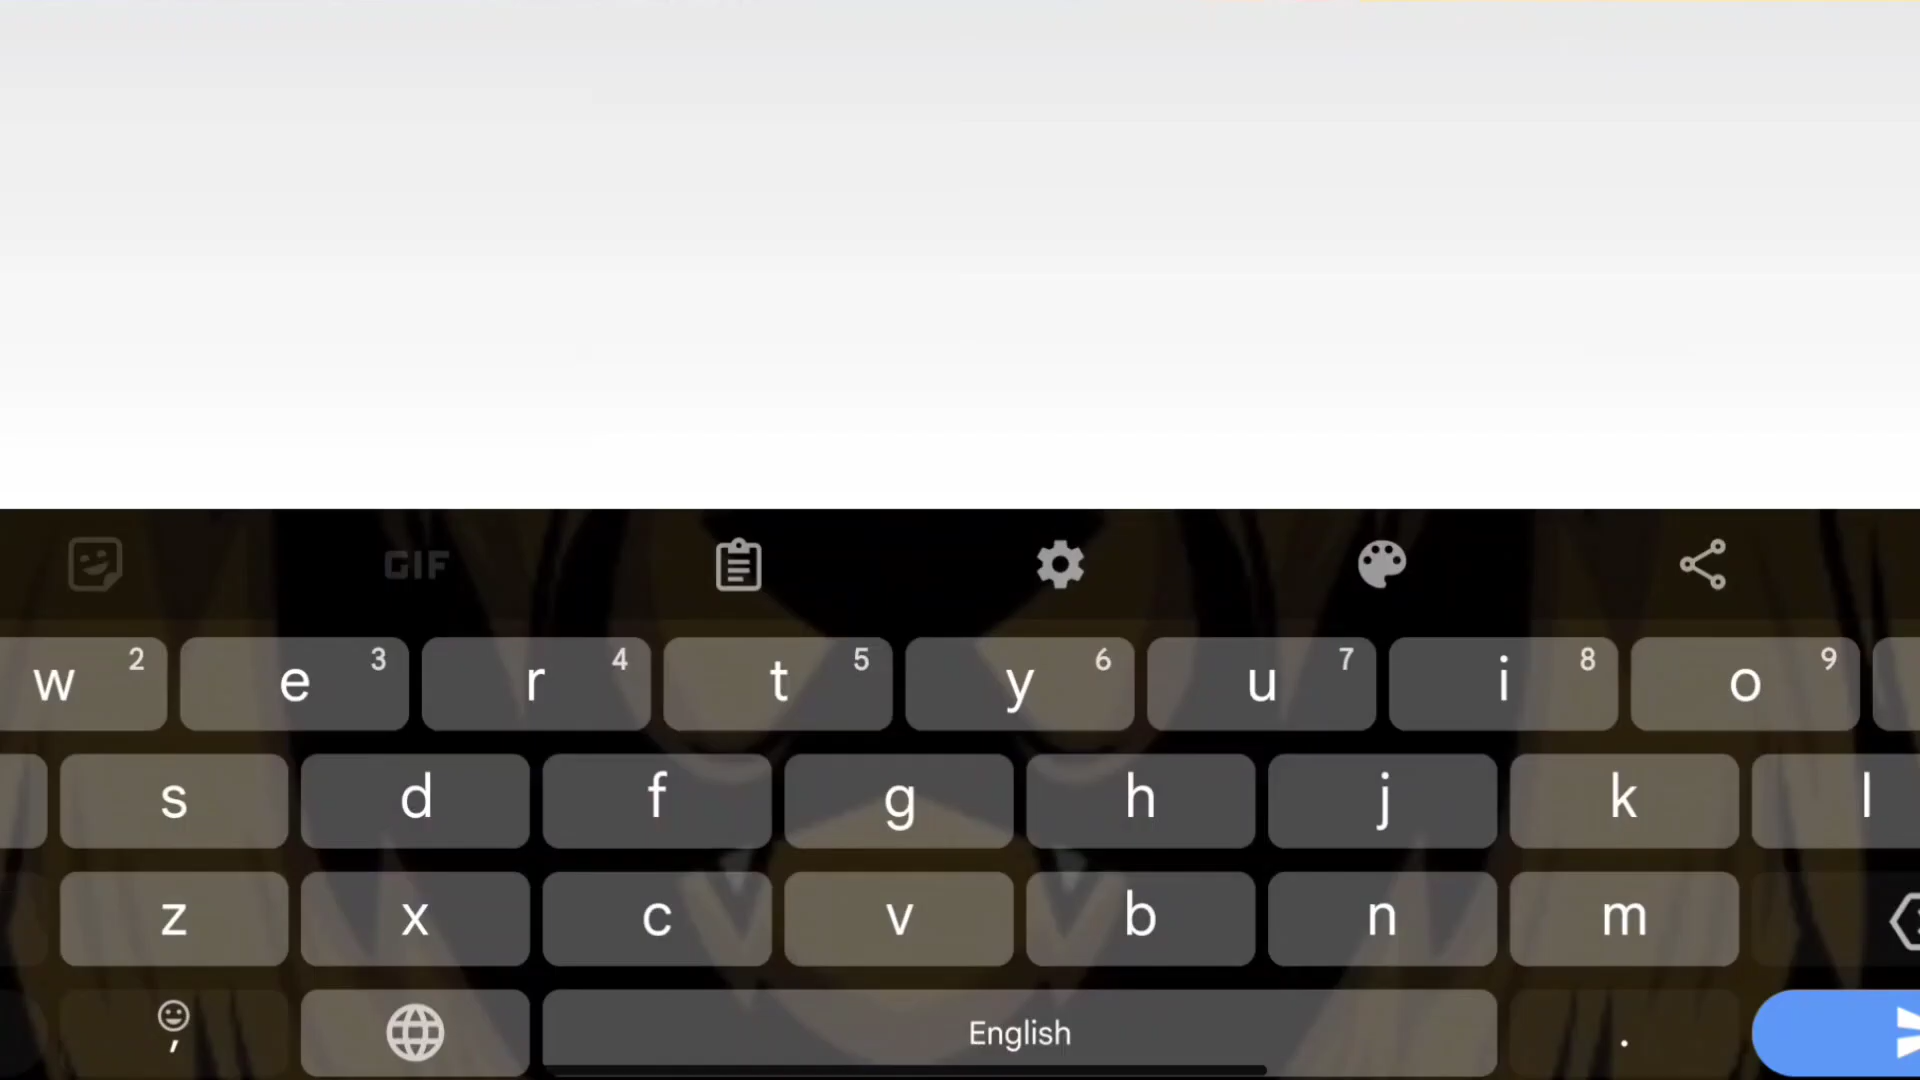 GIF
w 2 e 3 r 4 t 5 y 6 u 7 i 8 o 9
s d f g h j k l
z x c v b n m
, English .